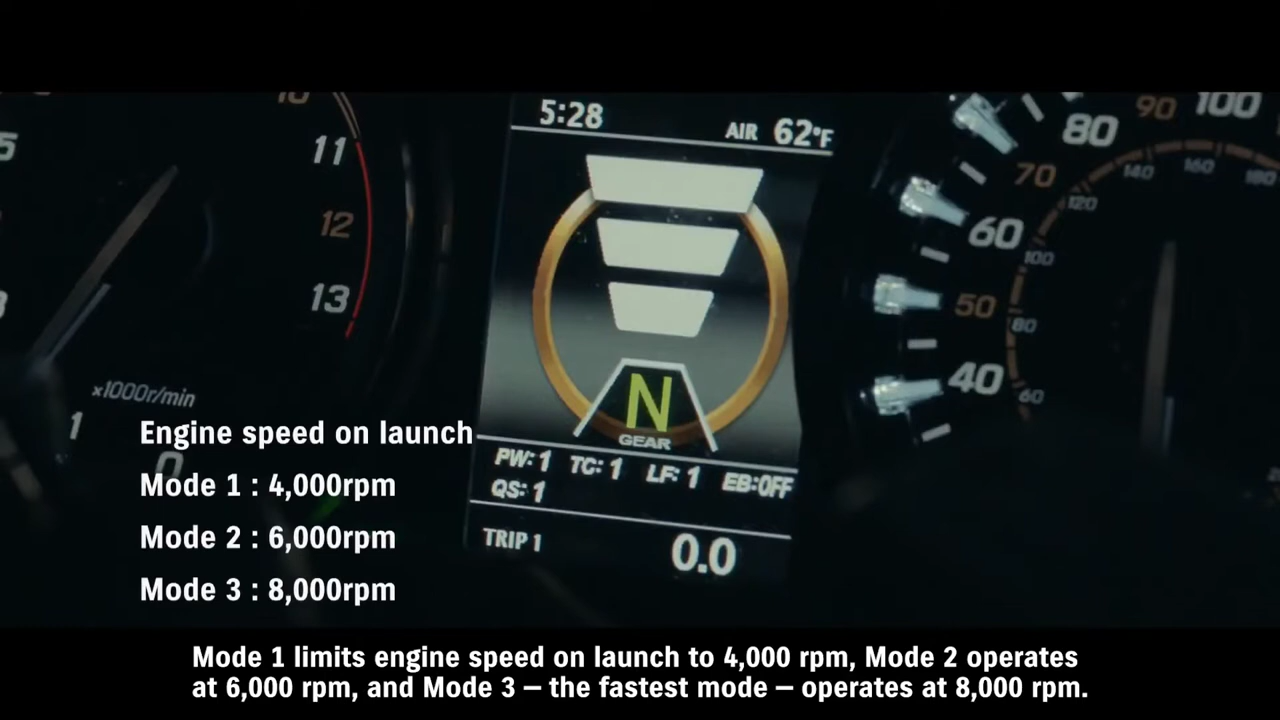 10
5:28
AIR 62°F
11
12
13
x1000r/min
1
0
90
100
80
70
60
50
40
140
160
180
120
100
80
60
N
GEAR
PW:1 TC:1 LF:1 EB:OFF
QS:1
TRIP 1 0.0
Engine speed on launch
Mode 1 : 4,000rpm
Mode 2 : 6,000rpm
Mode 3 : 8,000rpm
Mode 1 limits engine speed on launch to 4,000 rpm, Mode 2 operates
at 6,000 rpm, and Mode 3 – the fastest mode – operates at 8,000 rpm.